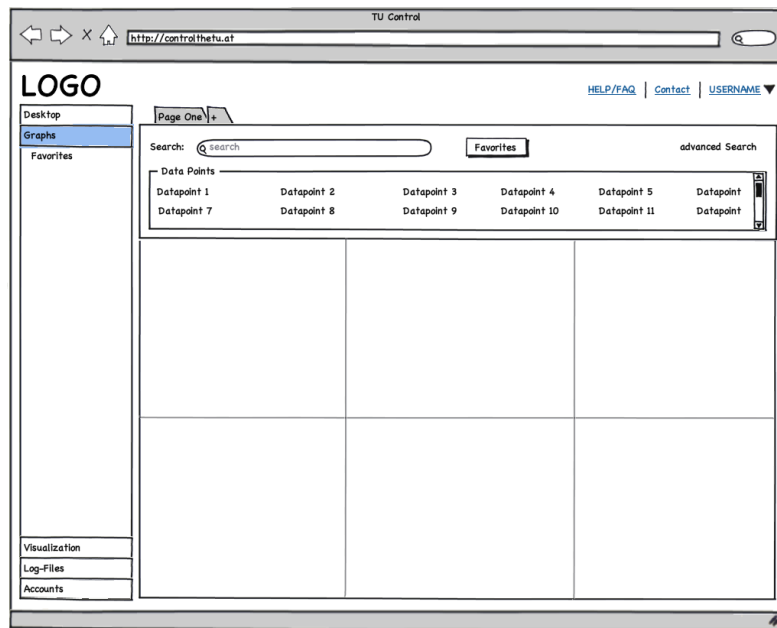 TU Control
http://controlthetu.at
LOGO
HELP/FAQ Contact USERNAME
Desktop
Graphs
Favorites
Visualization
Log-Files
Accounts
Page One +
Search: search Favorites advanced Search
Data Points
Datapoint 1 Datapoint 2 Datapoint 3 Datapoint 4 Datapoint 5 Datapoint
Datapoint 7 Datapoint 8 Datapoint 9 Datapoint 10 Datapoint 11 Datapoint